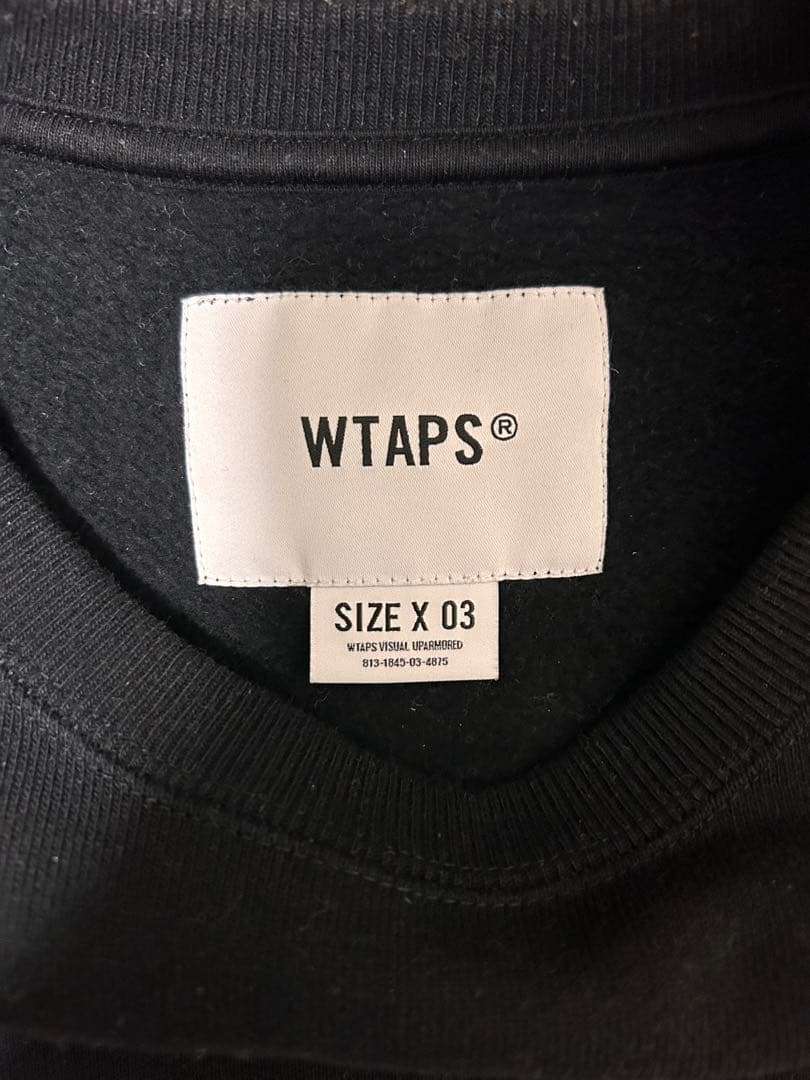 WTAPS®
SIZE X 03
WTAPS VISUAL UPARMORED
813-1845-03-4875